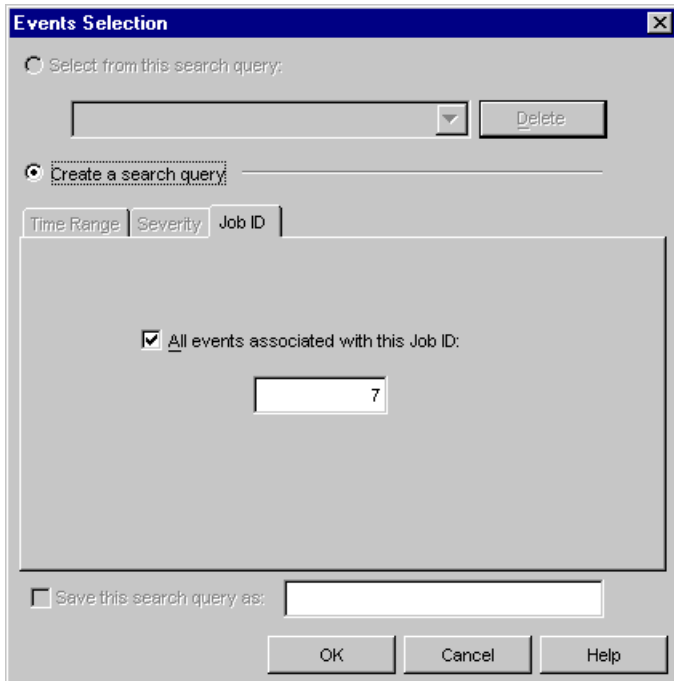 Events Selection
Select from this search query:
Delete
Create a search query
Time Range Severity Job ID
All events associated with this Job ID:
7
Save this search query as:
OK Cancel Help